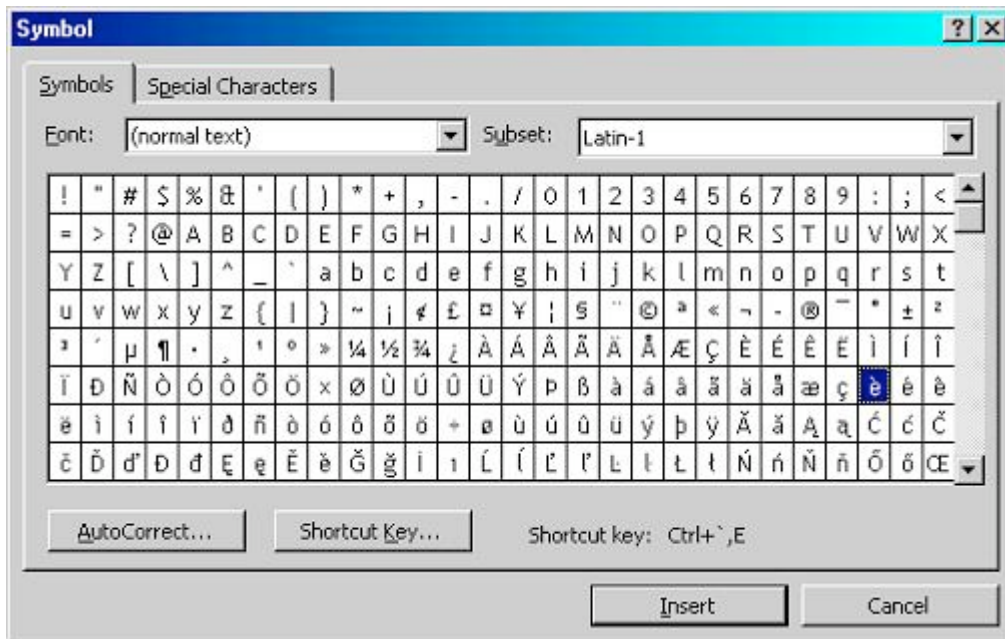 Symbol
Symbols Special Characters
Font: (normal text) Subset: Latin-1
! " # $ % & ' ( ) * + , - . / 0 1 2 3 4 5 6 7 8 9 : ; <
= > ? @ A B C D E F G H I J K L M N O P Q R S T U V W X
Y Z [ \ ] ^ _ ` a b c d e f g h i j k l m n o p q r s t
u v w x y z { | } ~ ¡ ¢ £ ¤ ¥ ¦ § ¨ © ª « ¬ - ® ¯ ° ± ²
³ ´ µ ¶ · ¸ ¹ º » ¼ ½ ¾ ¿ À Á Â Ã Ä Å Æ Ç È É Ê Ë Ì Í Î
Ï Ð Ñ Ò Ó Ô Õ Ö × Ø Ù Ú Û Ü Ý Þ ß à á â ã ä å æ ç è é ê
ë ì í î ï ð ñ ò ó ô õ ö ÷ ø ù ú û ü ý þ ÿ Ă ă Ą ą Ć ć Č
č Ď ď Đ đ Ę ę Ě ě Ğ ğ İ ı Ĺ ĺ Ľ ľ Ŀ ŀ Ł ł Ń ń Ň ň Ő ő Œ
AutoCorrect... Shortcut Key... Shortcut key: Ctrl+`,E
Insert Cancel